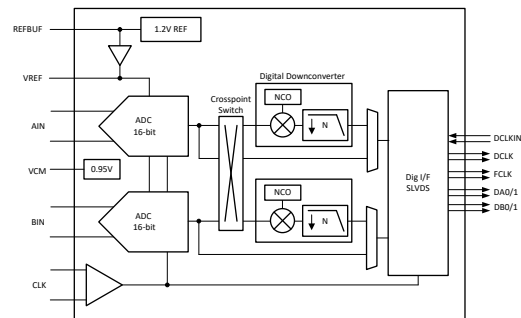 REFBUF
1.2V REF
VREF
Digital Downconverter
Crosspoint
Switch
NCO
N
ADC
16-bit
AIN
VCM
0.95V
Dig I/F
SLVDS
DCLKIN
DCLK
FCLK
DA0/1
DB0/1
NCO
N
ADC
16-bit
BIN
CLK